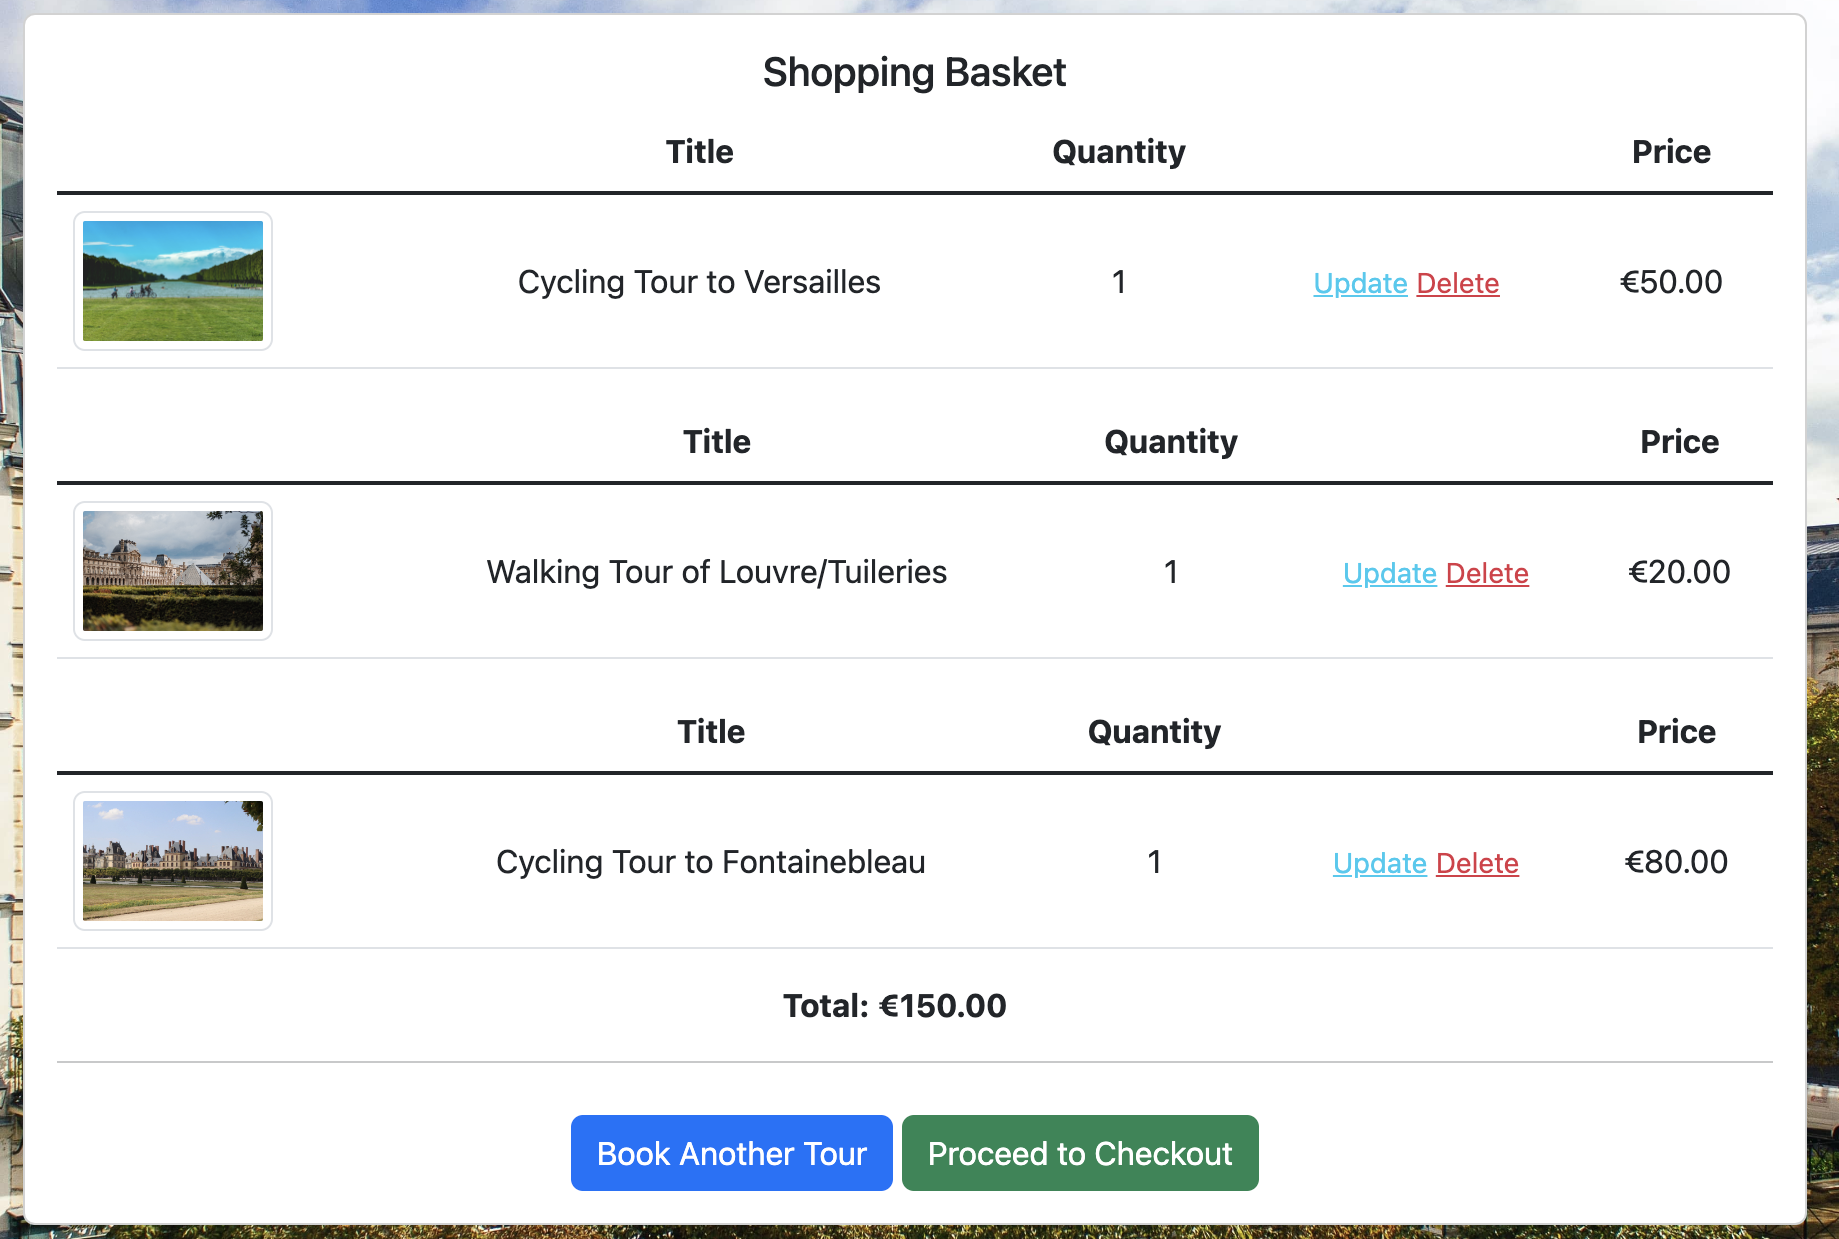 Shopping Basket
Title Quantity Price
Cycling Tour to Versailles 1 Update Delete €50.00
Title Quantity Price
Walking Tour of Louvre/Tuileries 1 Update Delete €20.00
Title Quantity Price
Cycling Tour to Fontainebleau 1 Update Delete €80.00
Total: €150.00
Book Another Tour Proceed to Checkout